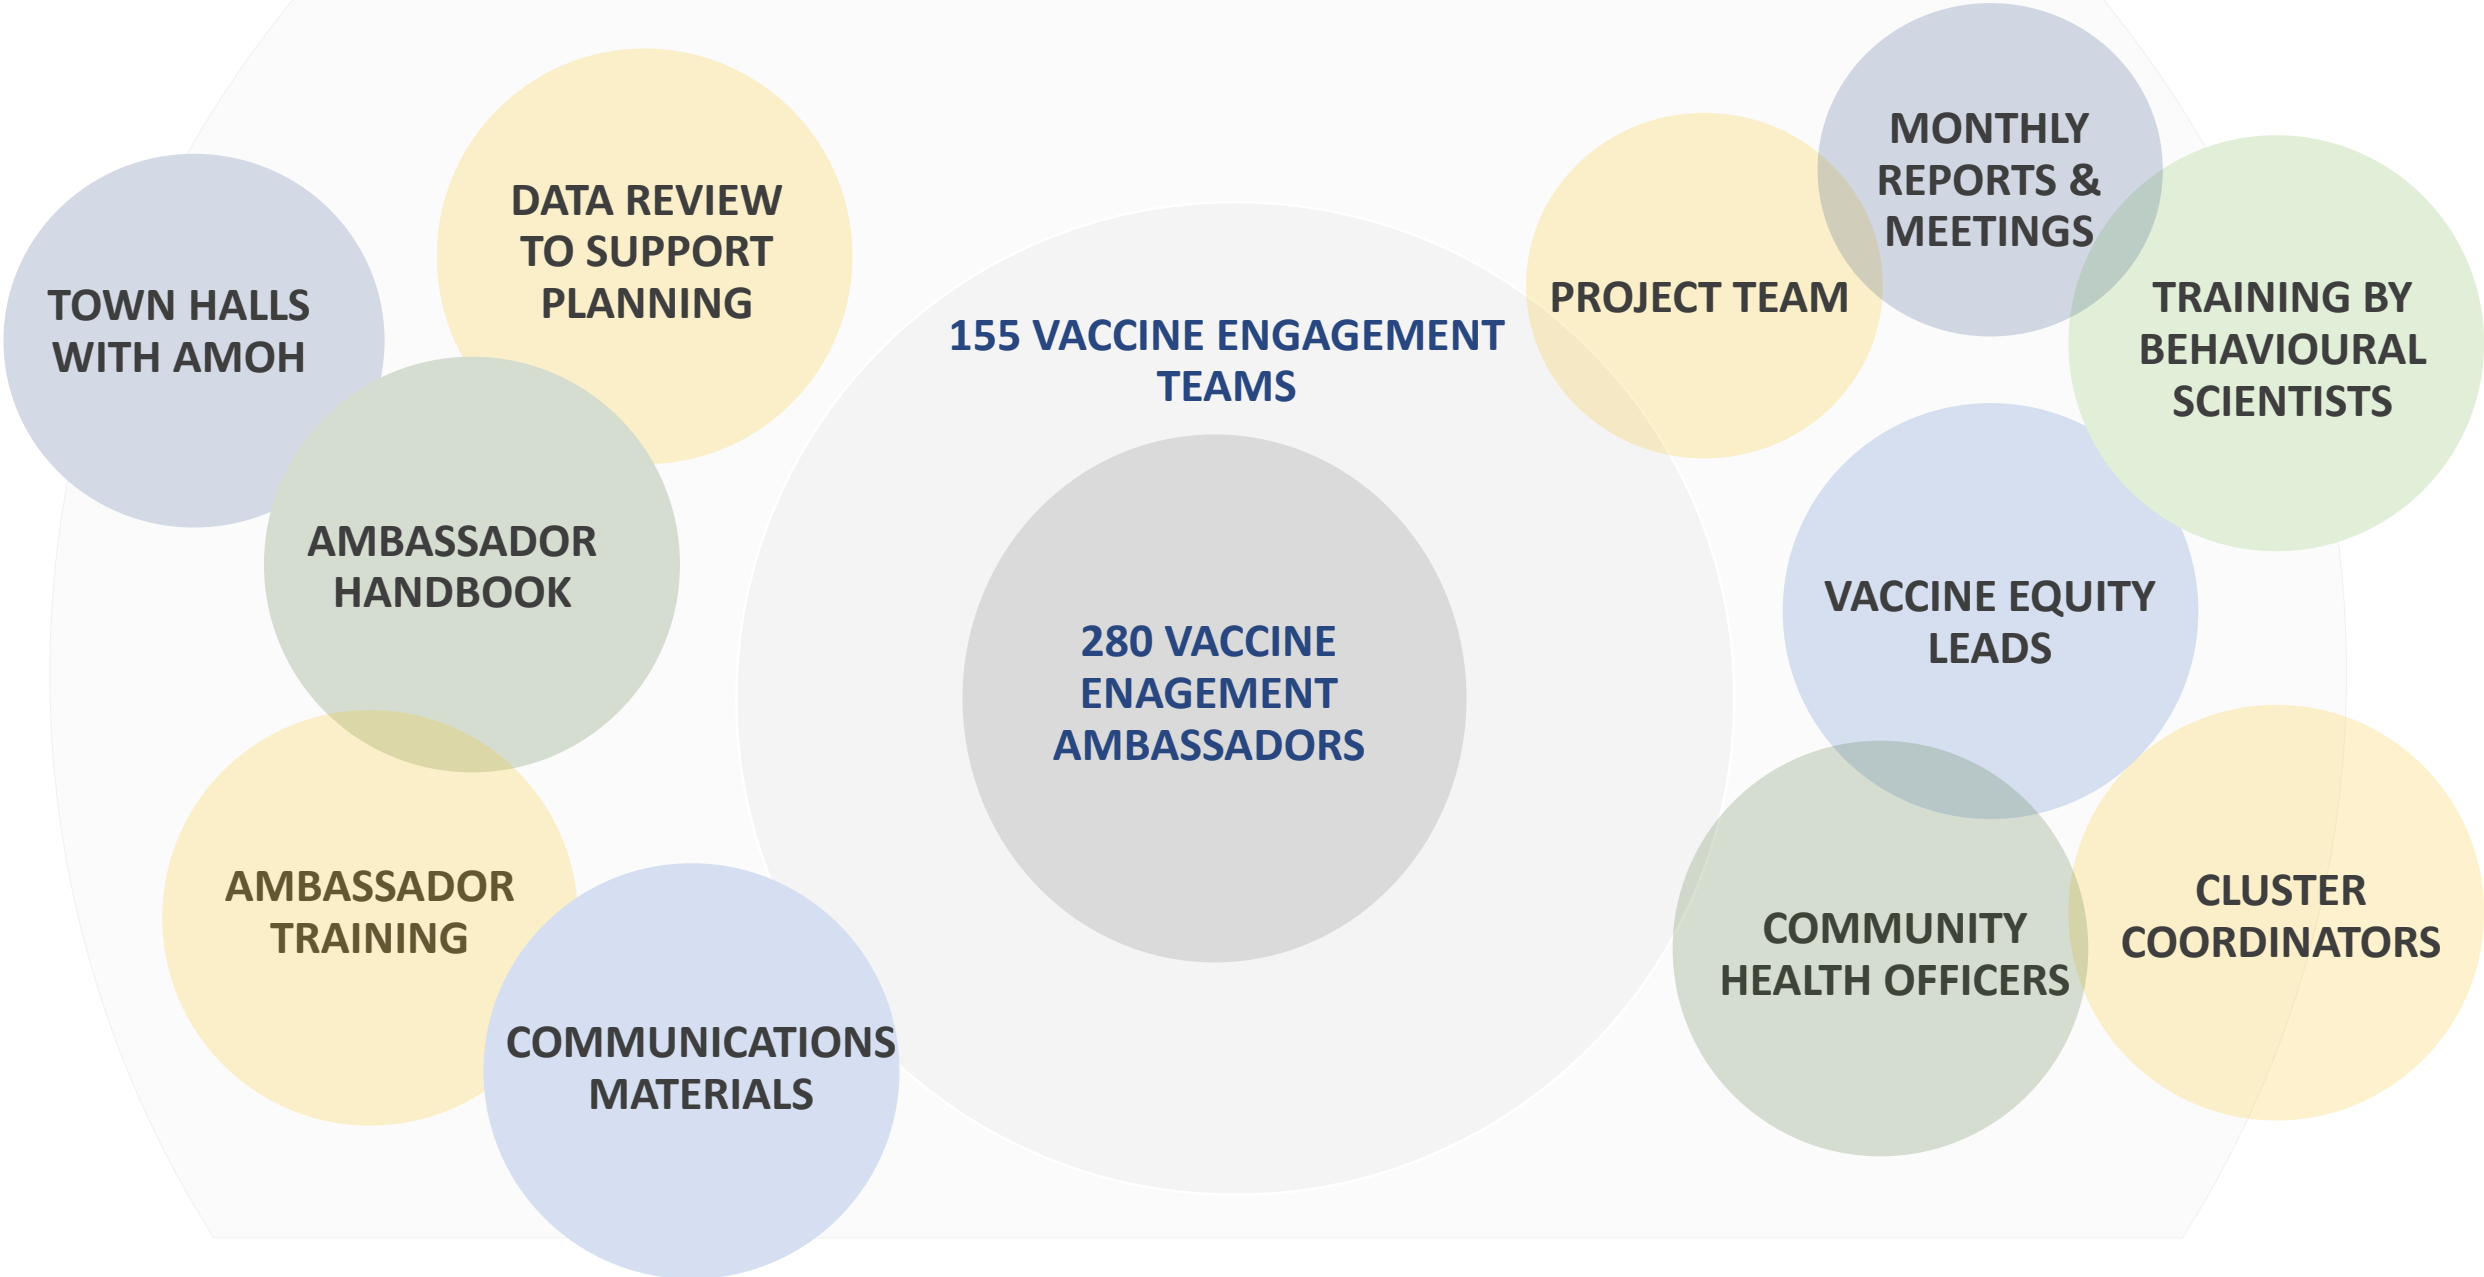 TOWN HALLS
WITH AMOH
DATA REVIEW
TO SUPPORT
PLANNING
AMBASSADOR
HANDBOOK
AMBASSADOR
TRAINING
COMMUNICATIONS
MATERIALS
155 VACCINE ENGAGEMENT
TEAMS
280 VACCINE
ENAGEMENT
AMBASSADORS
PROJECT TEAM
MONTHLY
REPORTS &
MEETINGS
TRAINING BY
BEHAVIOURAL
SCIENTISTS
VACCINE EQUITY
LEADS
COMMUNITY
HEALTH OFFICERS
CLUSTER
COORDINATORS